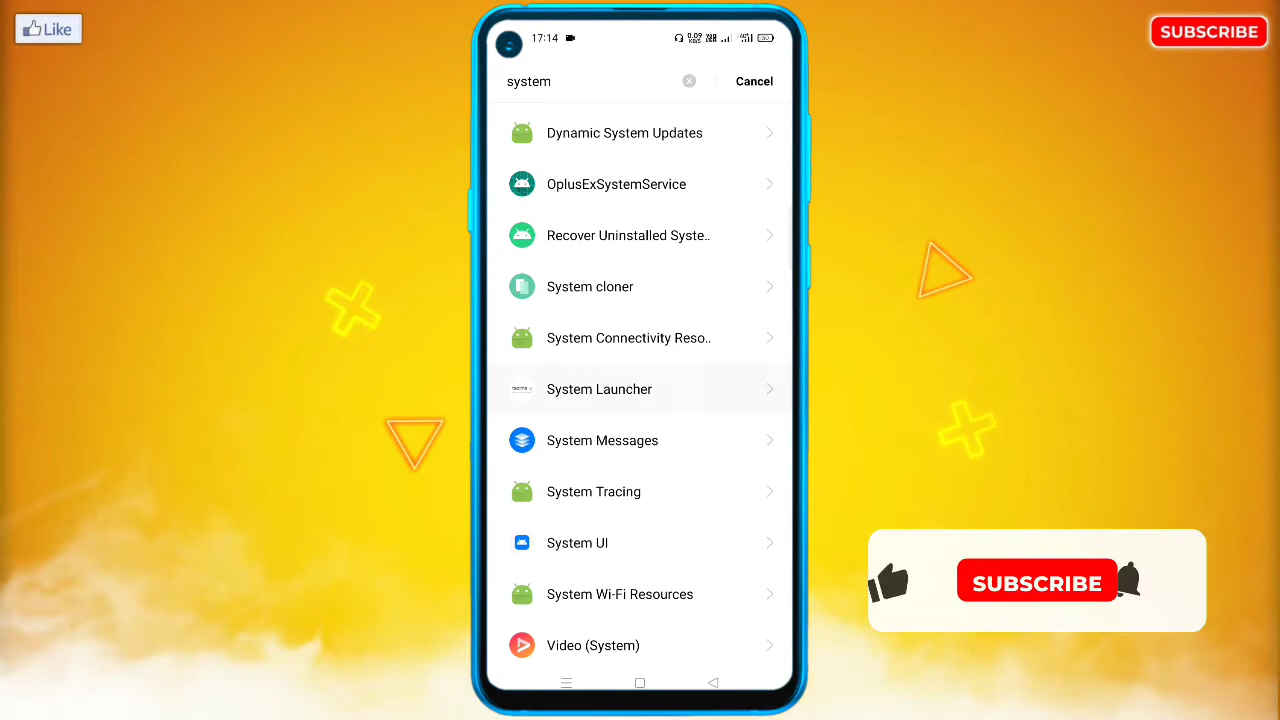 Like
SUBSCRIBE
17:14
system
Cancel
Dynamic System Updates
OplusExSystemService
Recover Uninstalled Syste..
System cloner
System Connectivity Reso..
System Launcher
System Messages
System Tracing
System UI
System Wi-Fi Resources
Video (System)
SUBSCRIBE